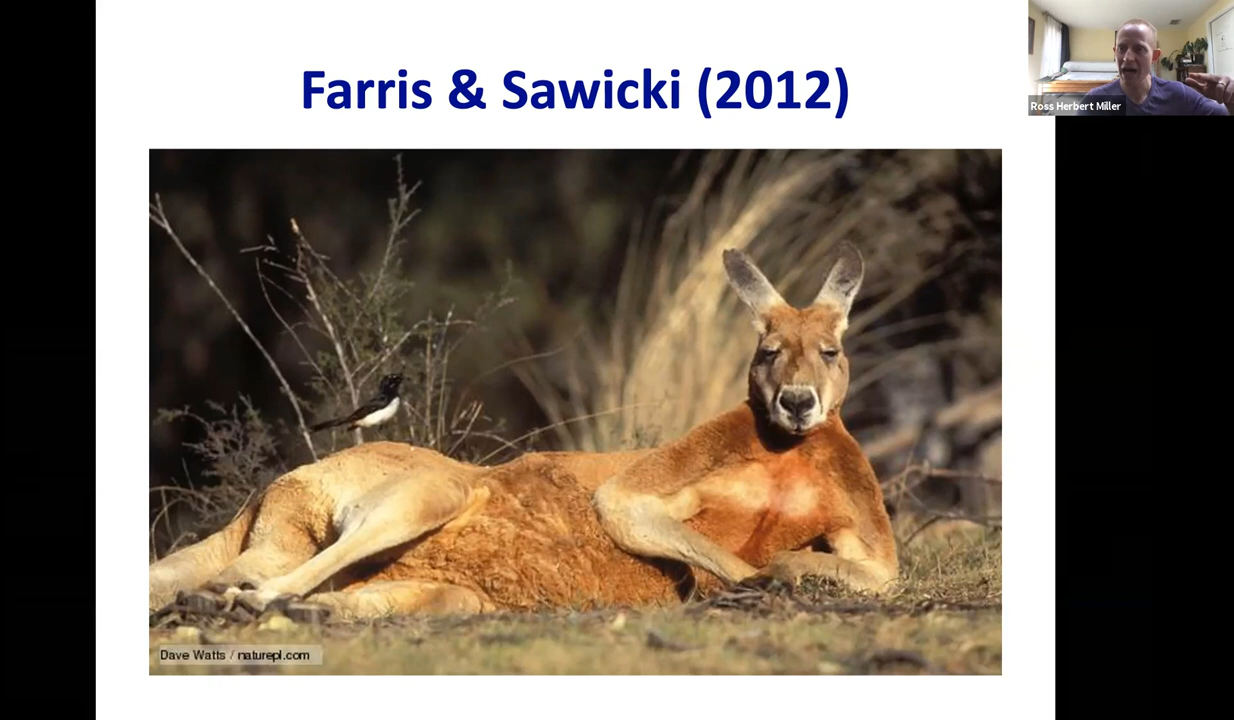 Farris & Sawicki (2012)
Ross Herbert Miller
Dave Watts / naturepl.com